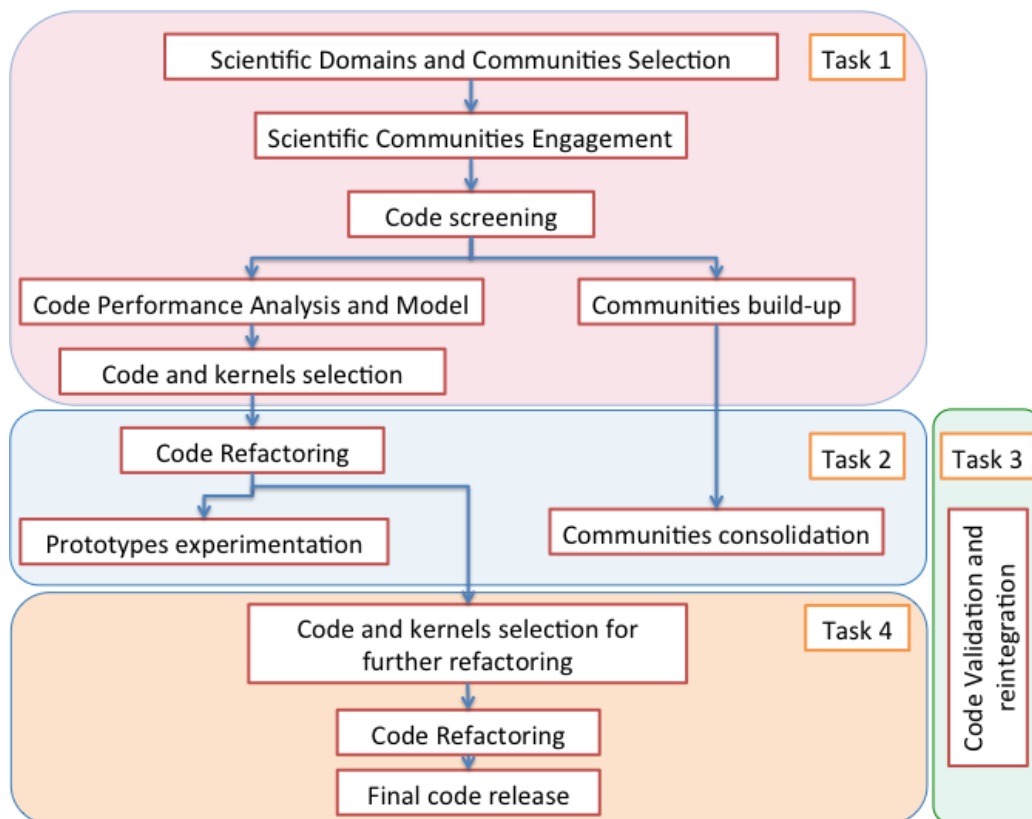 Scientific Domains and Communities Selection
Task 1
Scientific Communities Engagement
Code screening
Code Performance Analysis and Model
Communities build-up
Code and kernels selection
Code Refactoring
Task 2
Task 3
Prototypes experimentation
Communities consolidation
Code Validation and
reintegration
Code and kernels selection for
further refactoring
Task 4
Code Refactoring
Final code release